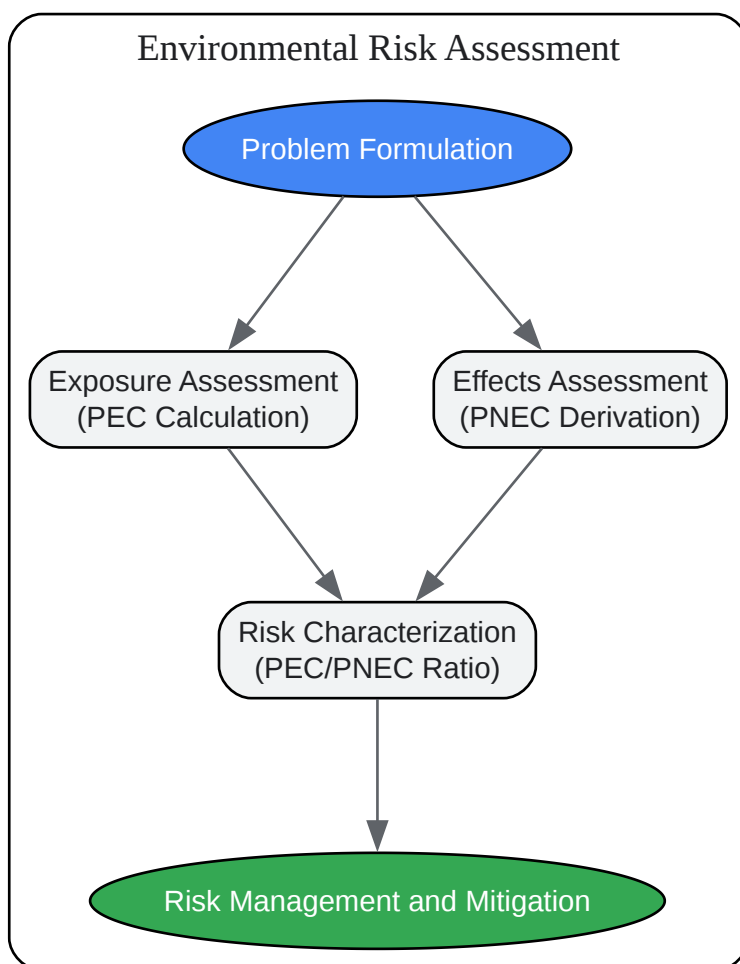 Environmental Risk Assessment
Problem Formulation
Exposure Assessment
(PEC Calculation)
Effects Assessment
(PNEC Derivation)
Risk Characterization
(PEC/PNEC Ratio)
Risk Management and Mitigation